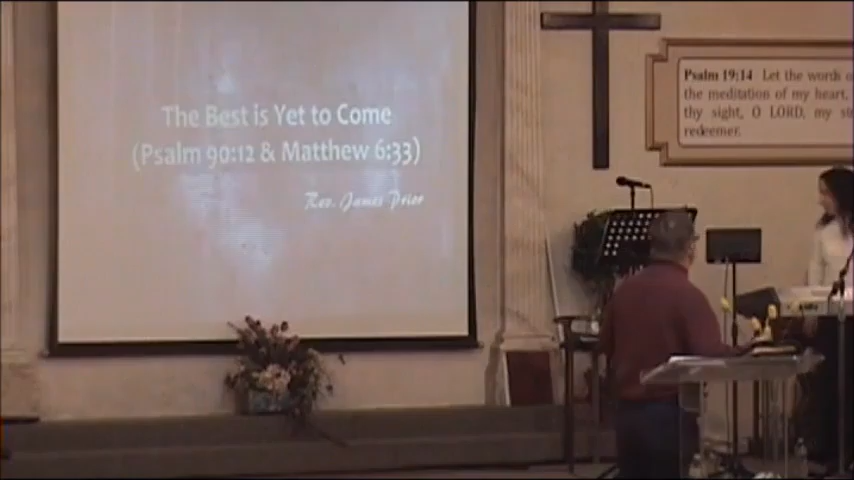 The Best is Yet to Come
(Psalm 90:12 & Matthew 6:33)
Rev. James Prior
Psalm 19:14 Let the words o
the meditation of my heart,
thy sight, O LORD, my st
redeemer.